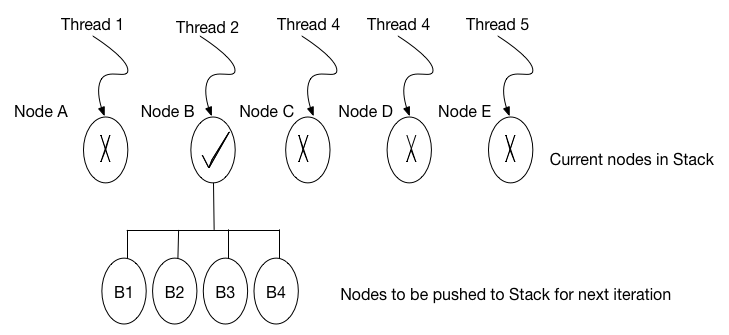 Thread 1
Thread 2
Thread 4
Thread 4
Thread 5
Node A
Node B
Node C
Node D
Node E
X
X
X
X
Current nodes in Stack
B1
B2
B3
B4
Nodes to be pushed to Stack for next iteration